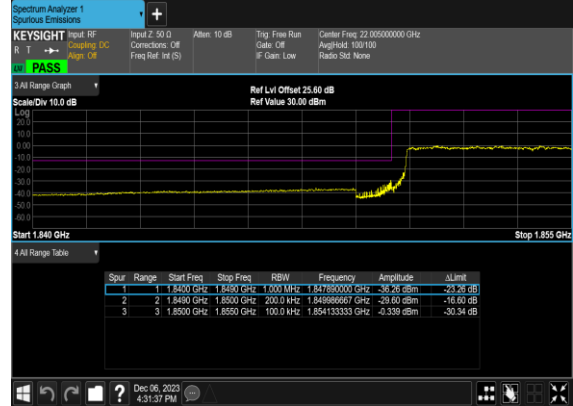 Spectrum Analyzer 1
Spurious Emissions
+
KEYSIGHT Input: RF Input Z: 50 Ω Atten: 10 dB Trig: Free Run Center Freq: 22.005000000 GHz
R T Coupling: DC Corrections: Off Gate: Off Avg|Hold: 100/100
Align: Off Freq Ref: Int (S) IF Gain: Low Radio Std: None
PASS
3 All Range Graph
Ref Lvl Offset 25.60 dB
Scale/Div 10.0 dB Ref Value 30.00 dBm
Log
20.0
10.0
0.00
-10.0
-20.0
-30.0
-40.0
-50.0
-60.0
Start 1.840 GHz Stop 1.855 GHz
4 All Range Table
Spur Range Start Freq Stop Freq RBW Frequency Amplitude ΔLimit
1 1 1.8400 GHz 1.8490 GHz 1.000 MHz 1.847890000 GHz -36.26 dBm -23.26 dB
2 2 1.8490 GHz 1.8500 GHz 200.0 kHz 1.849986667 GHz -29.60 dBm -16.60 dB
3 3 1.8500 GHz 1.8550 GHz 100.0 kHz 1.854133333 GHz -0.339 dBm -30.34 dB
? Dec 06, 2023
4:31:37 PM